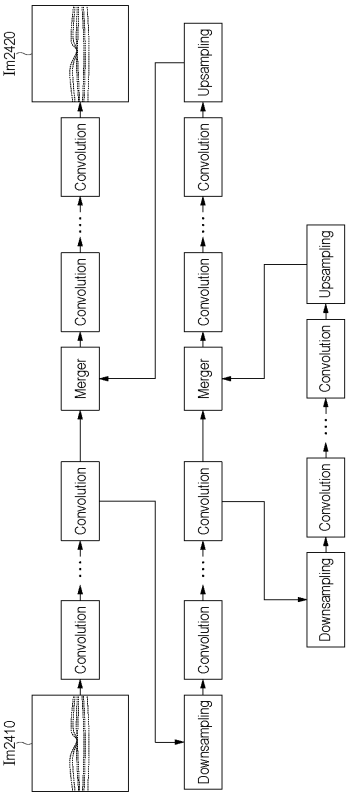 Im2410
Convolution
...
Convolution
Merger
Convolution
...
Convolution
Im2420
Downsampling
Convolution
...
Convolution
Merger
Convolution
...
Convolution
Upsampling
Downsampling
Convolution
...
Convolution
Upsampling